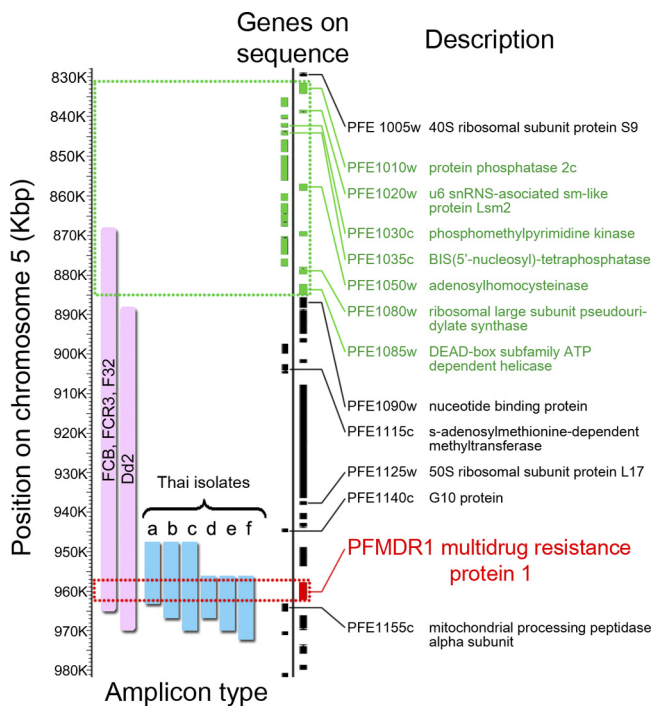 Genes on
sequence
Description
Position on chromosome 5 (Kbp)
830K
840K
850K
860K
870K
880K
890K
900K
910K
920K
930K
940K
950K
960K
970K
980K
FCB, FCR3, F32
Dd2
Thai isolates
a b c d e f
Amplicon type
PFE 1005w 40S ribosomal subunit protein S9
PFE1010w protein phosphatase 2c
PFE1020w u6 snRNS-asociated sm-like
protein Lsm2
PFE1030c phosphomethylpyrimidine kinase
PFE1035c BIS(5'-nucleosyl)-tetraphosphatase
PFE1050w adenosylhomocysteinase
PFE1080w ribosomal large subunit pseudouri-
dylate synthase
PFE1085w DEAD-box subfamily ATP
dependent helicase
PFE1090w nuceotide binding protein
PFE1115c s-adenosylmethionine-dependent
methyltransferase
PFE1125w 50S ribosomal subunit protein L17
PFE1140c G10 protein
PFMDR1 multidrug resistance
protein 1
PFE1155c mitochondrial processing peptidase
alpha subunit